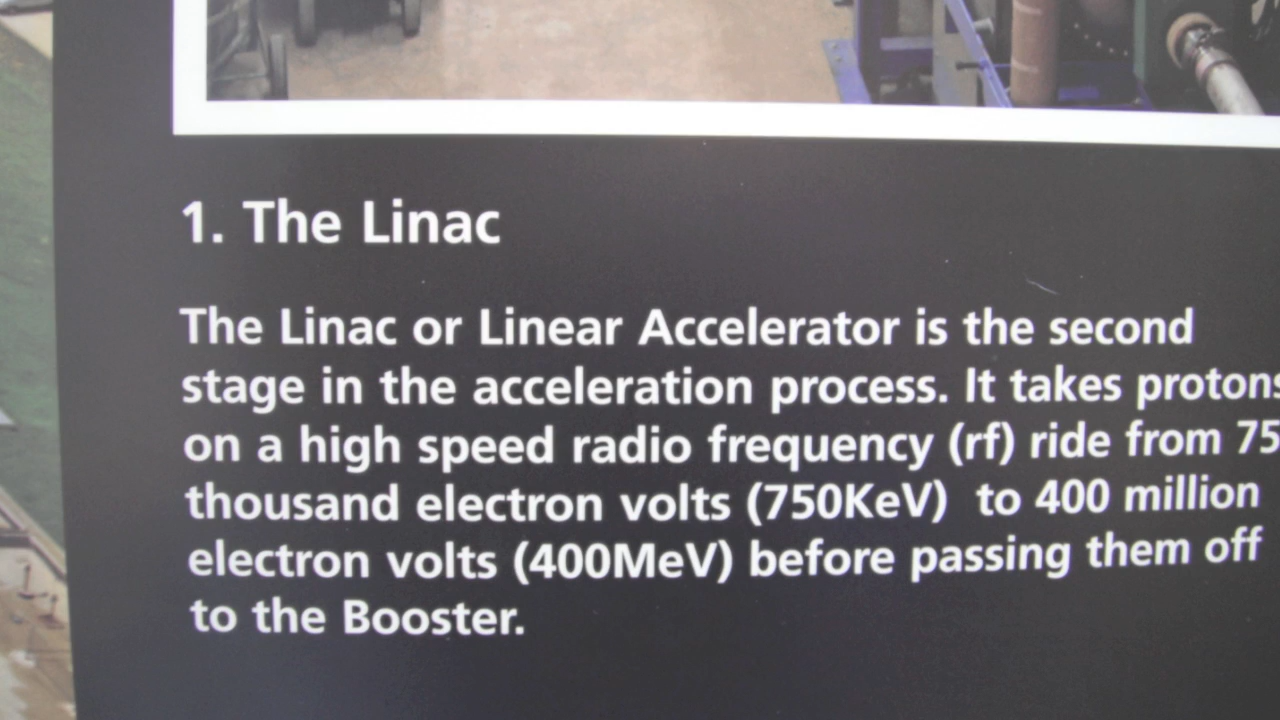 1. The Linac
The Linac or Linear Accelerator is the second
stage in the acceleration process. It takes protons
on a high speed radio frequency (rf) ride from 75
thousand electron volts (750KeV) to 400 million
electron volts (400MeV) before passing them off
to the Booster.